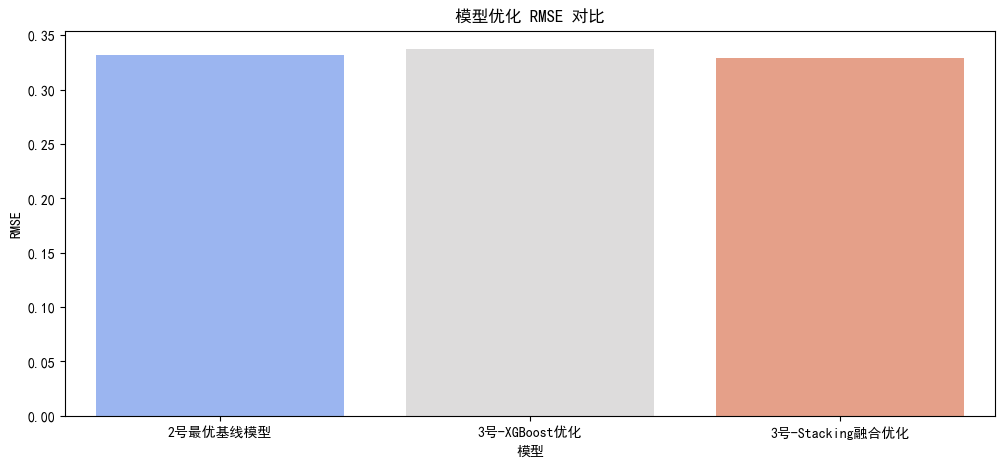 模型优化 RMSE 对比
0.35
0.30
0.25
0.20
0.15
0.10
0.05
0.00
RMSE
2号最优基线模型
3号-XGBoost优化
3号-Stacking融合优化
模型